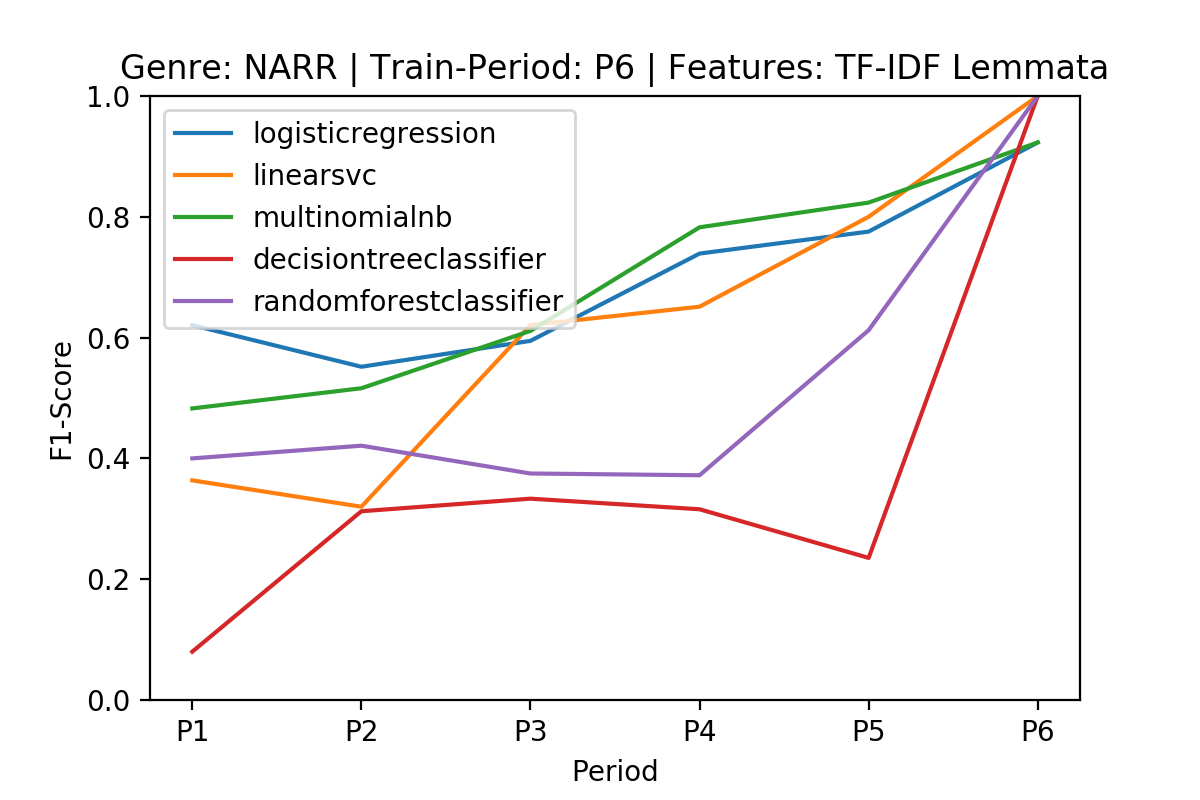 Genre: NARR | Train-Period: P6 | Features: TF-IDF Lemmata
1.0
0.8
0.6
0.4
0.2
0.0
F1-Score
logisticregression
linearsvc
multinomialnb
decisiontreeclassifier
randomforestclassifier
P1 P2 P3 P4 P5 P6
Period